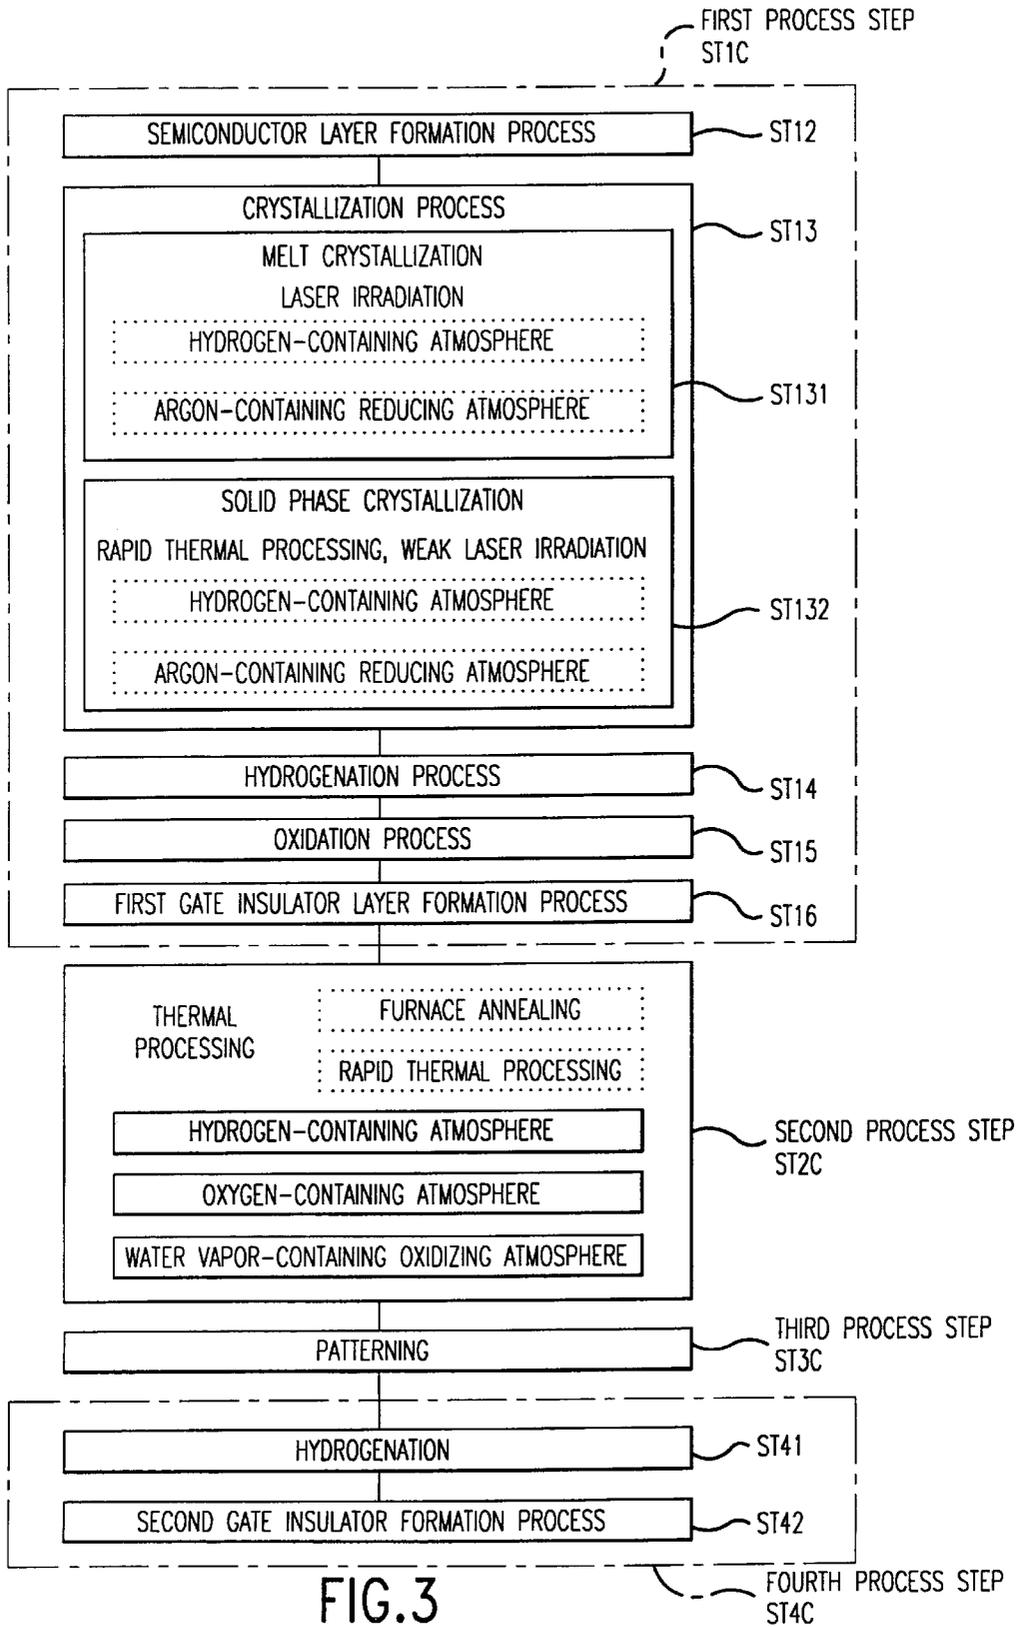 FIRST PROCESS STEP
ST1C
SEMICONDUCTOR LAYER FORMATION PROCESS
ST12
CRYSTALLIZATION PROCESS
ST13
MELT CRYSTALLIZATION
LASER IRRADIATION
HYDROGEN-CONTAINING ATMOSPHERE
ARGON-CONTAINING REDUCING ATMOSPHERE
ST131
SOLID PHASE CRYSTALLIZATION
RAPID THERMAL PROCESSING, WEAK LASER IRRADIATION
HYDROGEN-CONTAINING ATMOSPHERE
ST132
ARGON-CONTAINING REDUCING ATMOSPHERE
HYDROGENATION PROCESS
ST14
OXIDATION PROCESS
ST15
FIRST GATE INSULATOR LAYER FORMATION PROCESS
ST16
THERMAL
PROCESSING
FURNACE ANNEALING
RAPID THERMAL PROCESSING
HYDROGEN-CONTAINING ATMOSPHERE
SECOND PROCESS STEP
ST2C
OXYGEN-CONTAINING ATMOSPHERE
WATER VAPOR-CONTAINING OXIDIZING ATMOSPHERE
PATTERNING
THIRD PROCESS STEP
ST3C
HYDROGENATION
ST41
SECOND GATE INSULATOR FORMATION PROCESS
ST42
FOURTH PROCESS STEP
ST4C
FIG.3